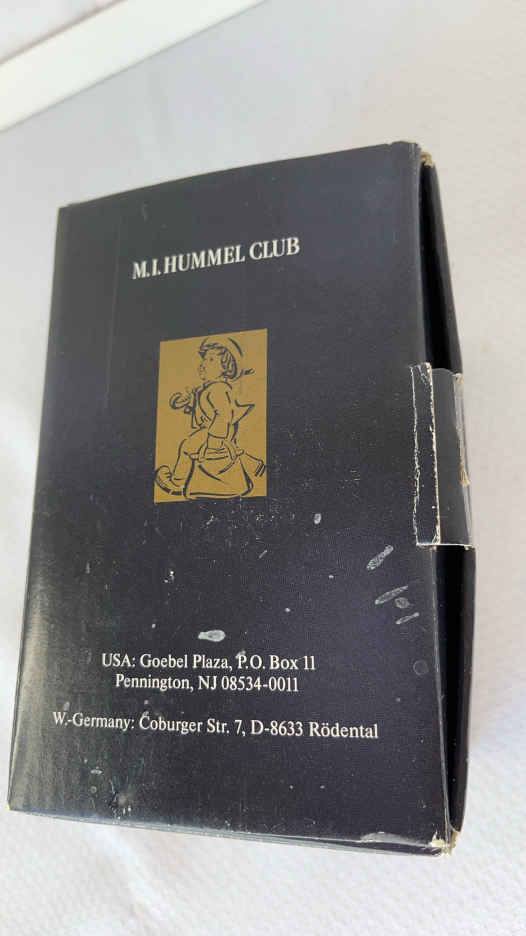 M.I. HUMMEL CLUB
USA: Goebel Plaza, P.O. Box 11
Pennington, NJ 08534-0011
W.-Germany: Coburger Str. 7, D-8633 Rödental